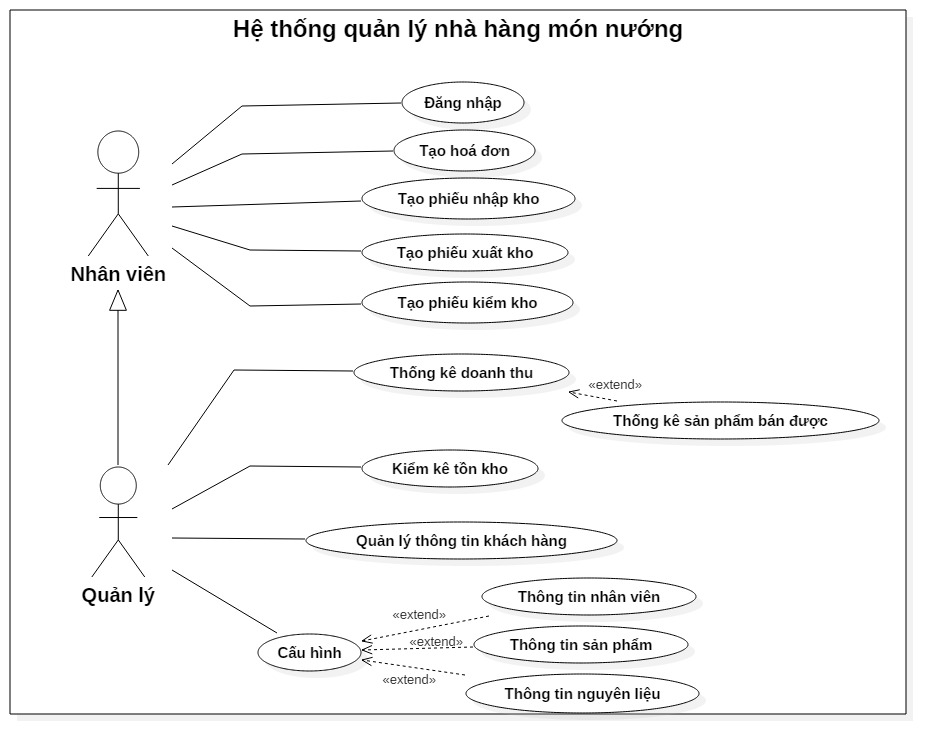 Hệ thống quản lý nhà hàng món nướng
Đăng nhập
Tạo hoá đơn
Tạo phiếu nhập kho
Tạo phiếu xuất kho
Nhân viên
Tạo phiếu kiểm kho
Thống kê doanh thu
«extend»
Thống kê sản phẩm bán được
Kiểm kê tồn kho
Quản lý thông tin khách hàng
Quản lý
Thông tin nhân viên
«extend»
«extend»
Thông tin sản phẩm
Cấu hình
«extend»
Thông tin nguyên liệu